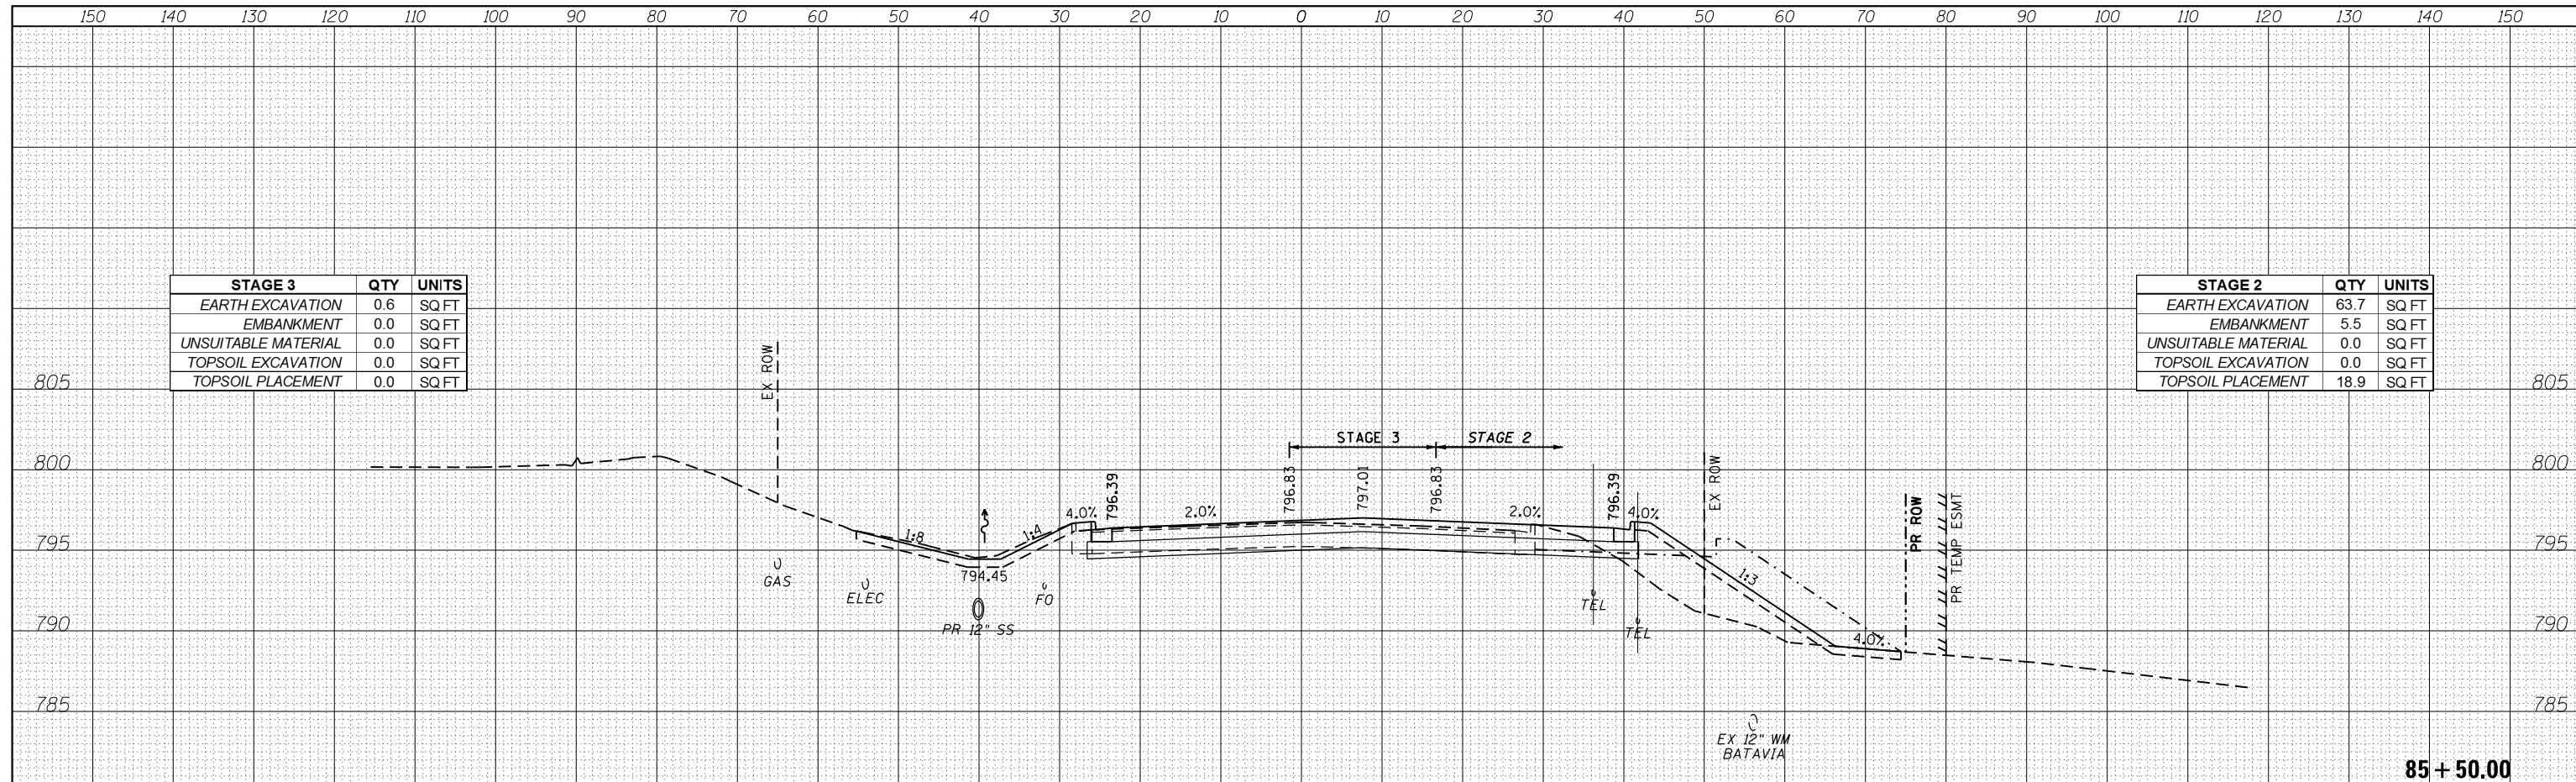 150 140 130 120 110 100 90 80 70 60 50 40 30 20 10 0 10 20 30 40 50 60 70 80 90 100 110 120 130 140 150
STAGE 3 QTY UNITS
EARTH EXCAVATION 0.6 SQ FT
EMBANKMENT 0.0 SQ FT
UNSUITABLE MATERIAL 0.0 SQ FT
TOPSOIL EXCAVATION 0.0 SQ FT
TOPSOIL PLACEMENT 0.0 SQ FT
STAGE 2 QTY UNITS
EARTH EXCAVATION 63.7 SQ FT
EMBANKMENT 5.5 SQ FT
UNSUITABLE MATERIAL 0.0 SQ FT
TOPSOIL EXCAVATION 0.0 SQ FT
TOPSOIL PLACEMENT 18.9 SQ FT
805 805
EX ROW
STAGE 3 STAGE 2
800 800
796.39
796.83
797.01
796.83
796.39
EX ROW
PR ROW
PR TEMP ESMT
4.0% 2.0% 2.0% 4.0%
1:8 1:4
795 795
794.45
1:3
GAS
ELEC
FO
TEL
TEL
790 790
PR 12" SS
4.0%
785 785
EX 12" WM
BATAVIA
85+50.00